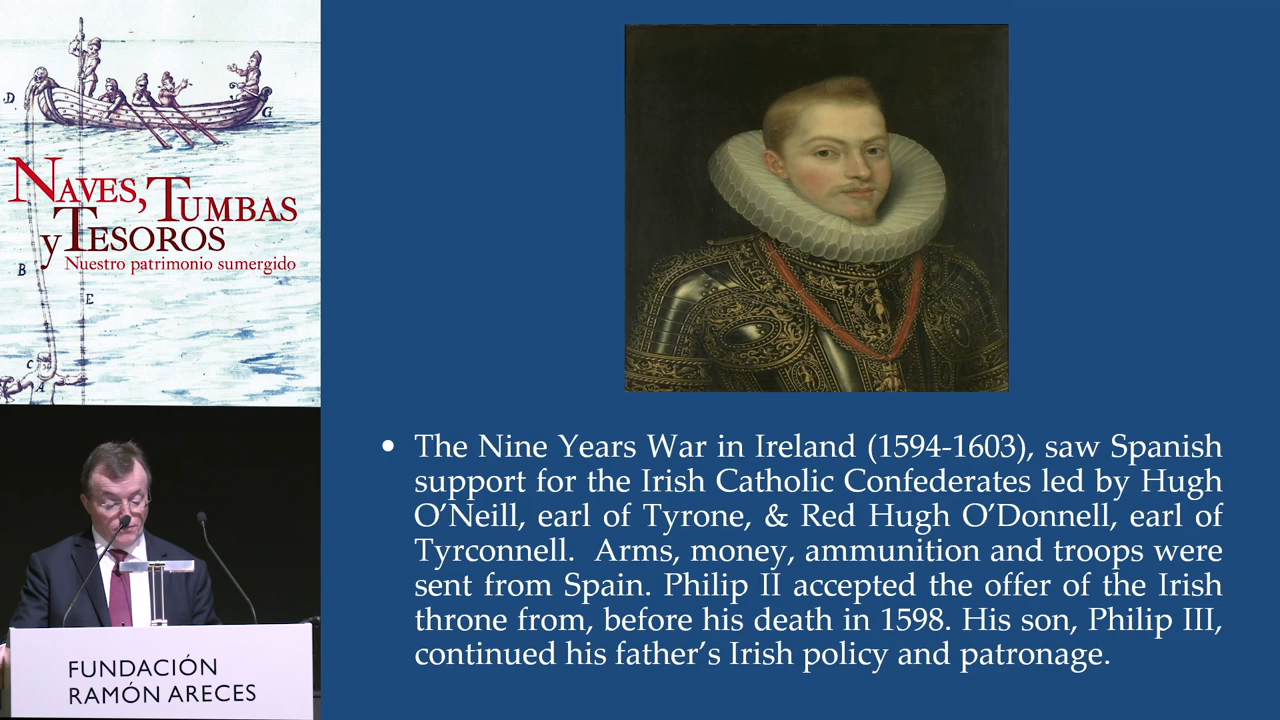 D
G
NAVES, TUMBAS
y TESOROS
Nuestro patrimonio sumergido
B
E
C
A
FUNDACIÓN
RAMÓN ARECES
• The Nine Years War in Ireland (1594-1603), saw Spanish
support for the Irish Catholic Confederates led by Hugh
O’Neill, earl of Tyrone, & Red Hugh O’Donnell, earl of
Tyrconnell. Arms, money, ammunition and troops were
sent from Spain. Philip II accepted the offer of the Irish
throne from, before his death in 1598. His son, Philip III,
continued his father’s Irish policy and patronage.